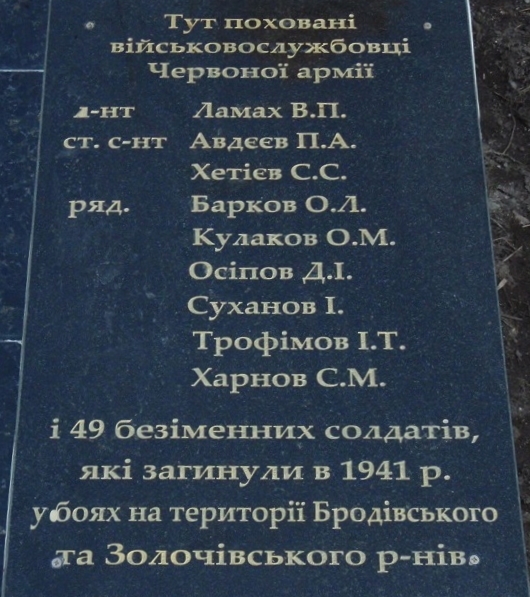 Тут поховані
військовослужбовці
Червоної армії
л-нт Ламах В.П.
ст. с-нт Авдєєв П.А.
Хетієв С.С.
ряд. Барков О.Л.
Кулаков О.М.
Осіпов Д.І.
Суханов І.
Трофімов І.Т.
Харнов С.М.
і 49 безіменних солдатів,
які загинули в 1941 р.
у боях на території Бродівського
та Золочівського р-нів.